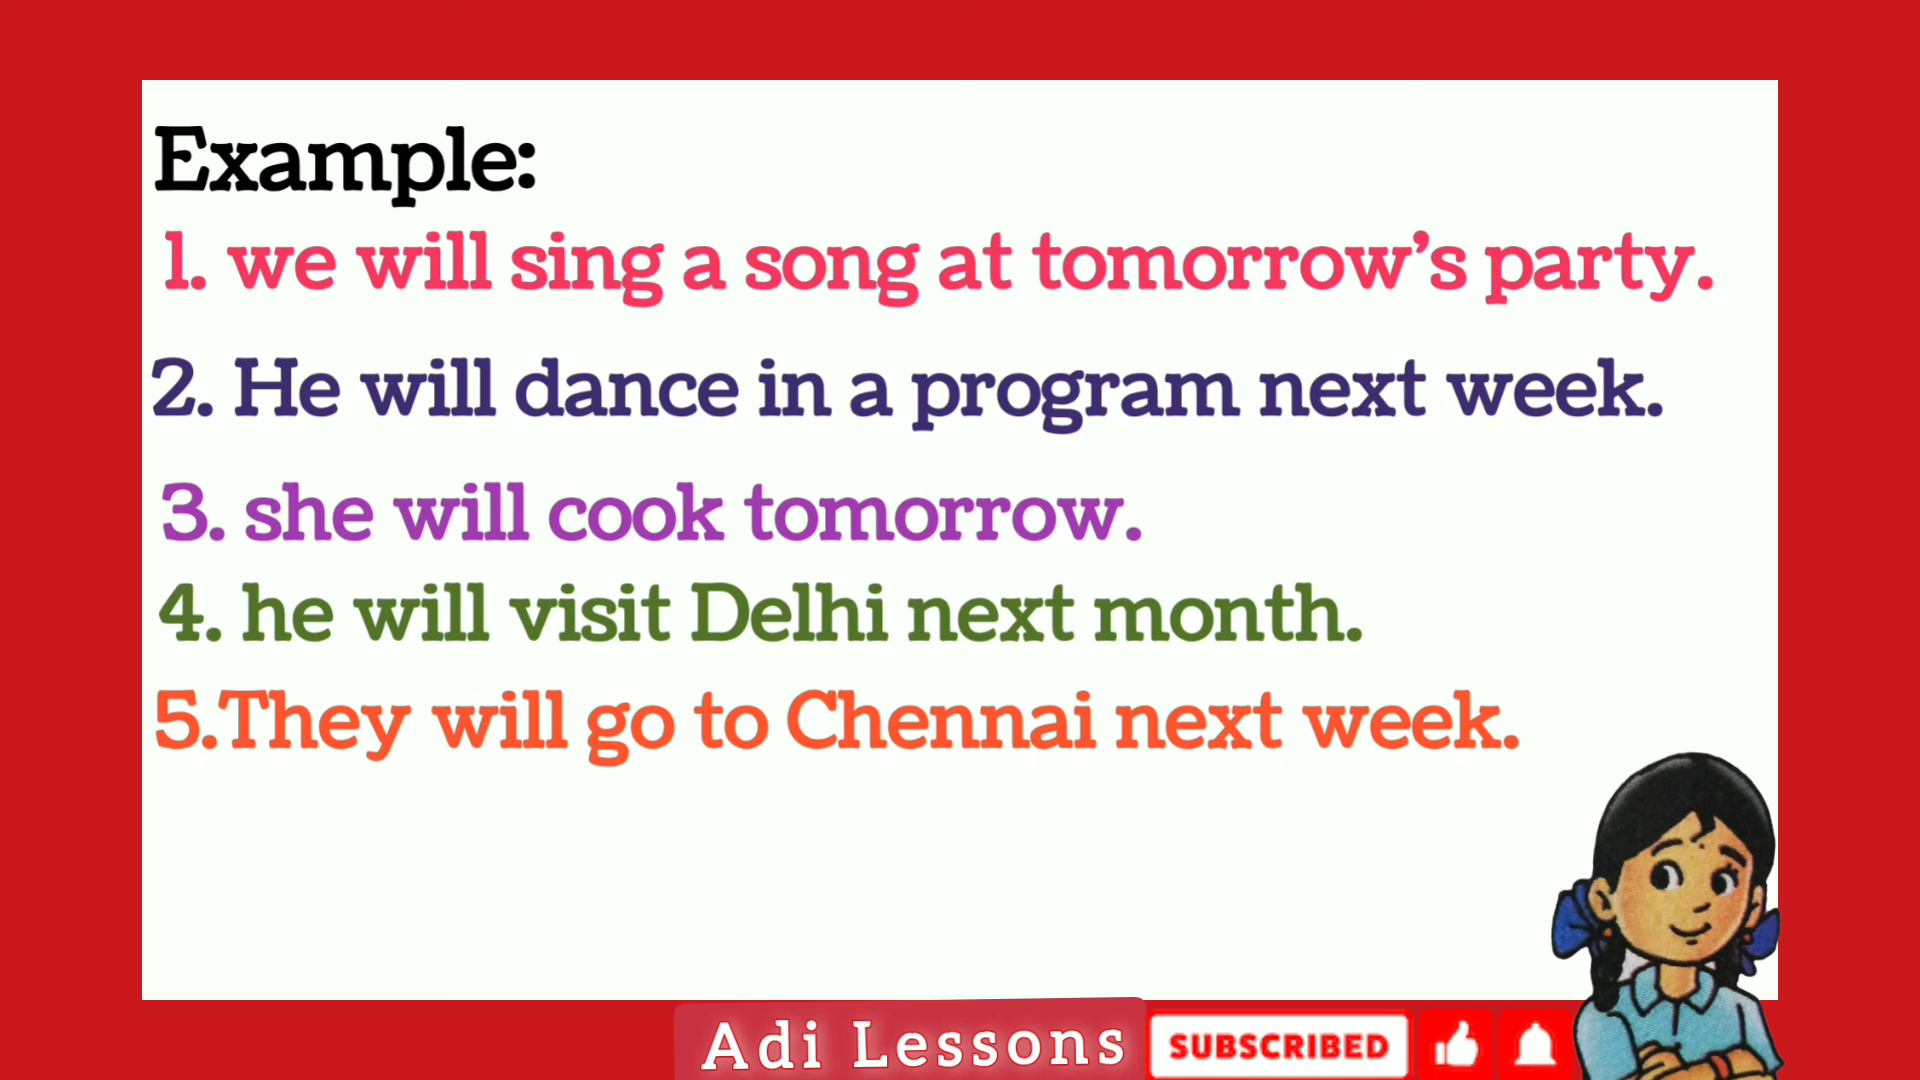 Example:
1. we will sing a song at tomorrow’s party.
2. He will dance in a program next week.
3. she will cook tomorrow.
4. he will visit Delhi next month.
5.They will go to Chennai next week.
Adi Lessons
SUBSCRIBED